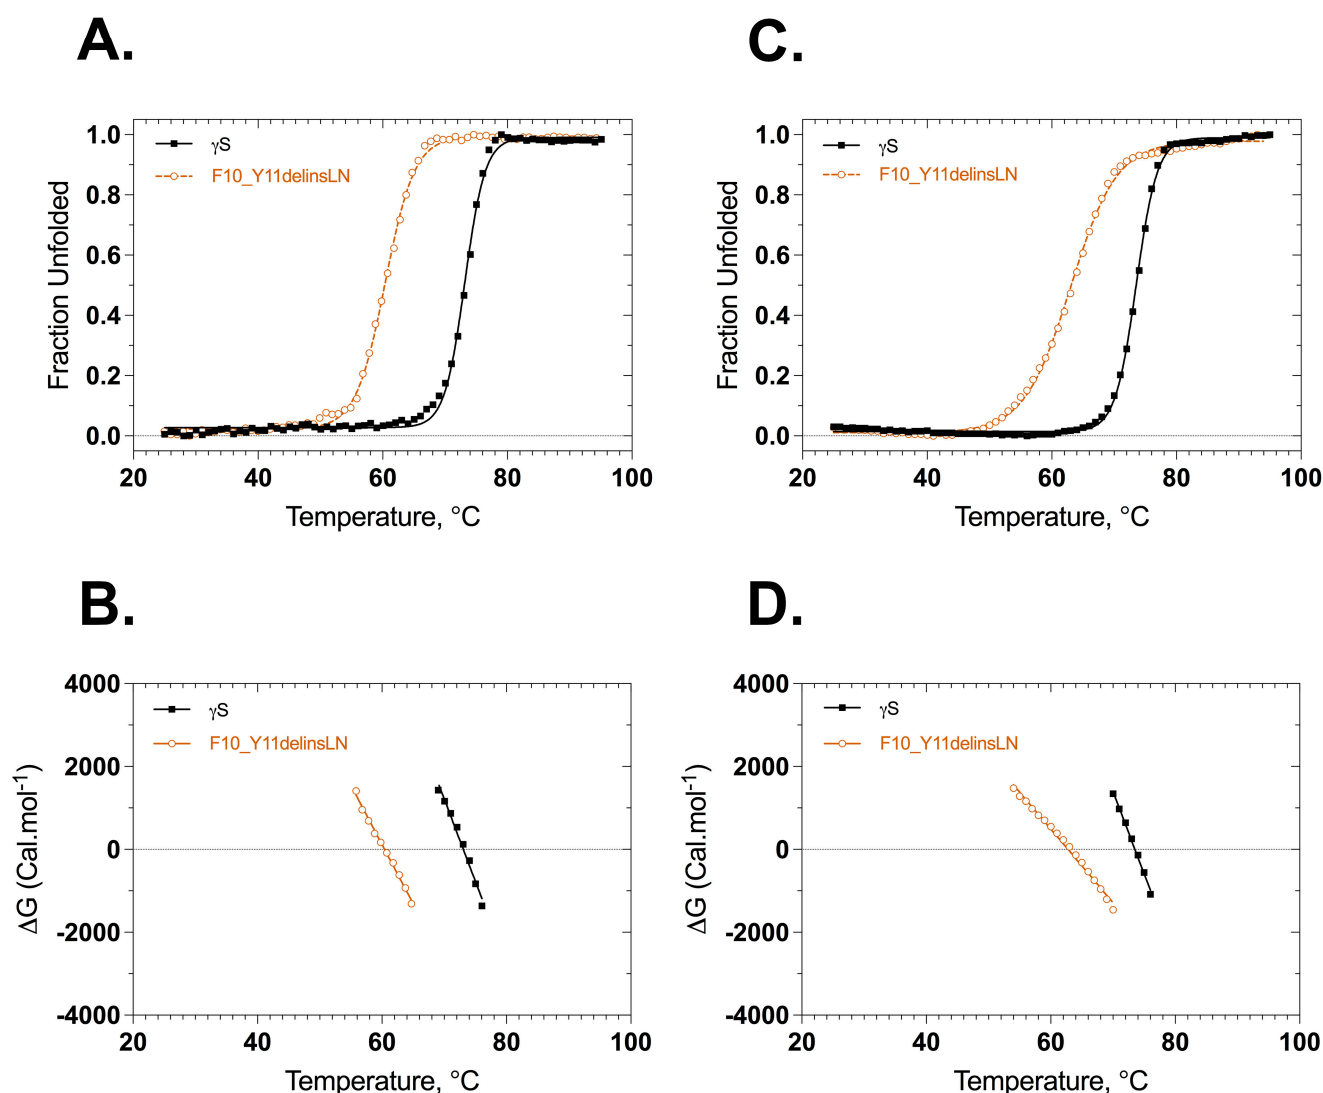 A.
1.0
0.8
0.6
0.4
0.2
0.0
Fraction Unfolded
γS
F10_Y11delinsLN
20 40 60 80 100
Temperature, °C
C.
1.0
0.8
0.6
0.4
0.2
0.0
Fraction Unfolded
γS
F10_Y11delinsLN
20 40 60 80 100
Temperature, °C
B.
4000
2000
0
-2000
-4000
ΔG (Cal.mol⁻¹)
γS
F10_Y11delinsLN
20 40 60 80 100
Temperature, °C
D.
4000
2000
0
-2000
-4000
ΔG (Cal.mol⁻¹)
γS
F10_Y11delinsLN
20 40 60 80 100
Temperature, °C